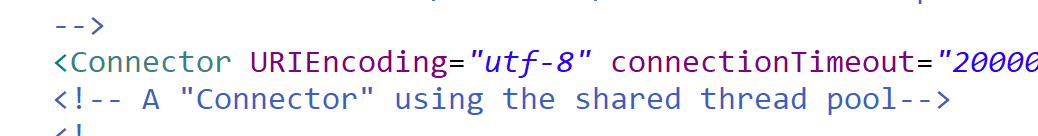 -->
<Connector URIEncoding="utf-8" connectionTimeout="20000
<!-- A "Connector" using the shared thread pool-->
<!